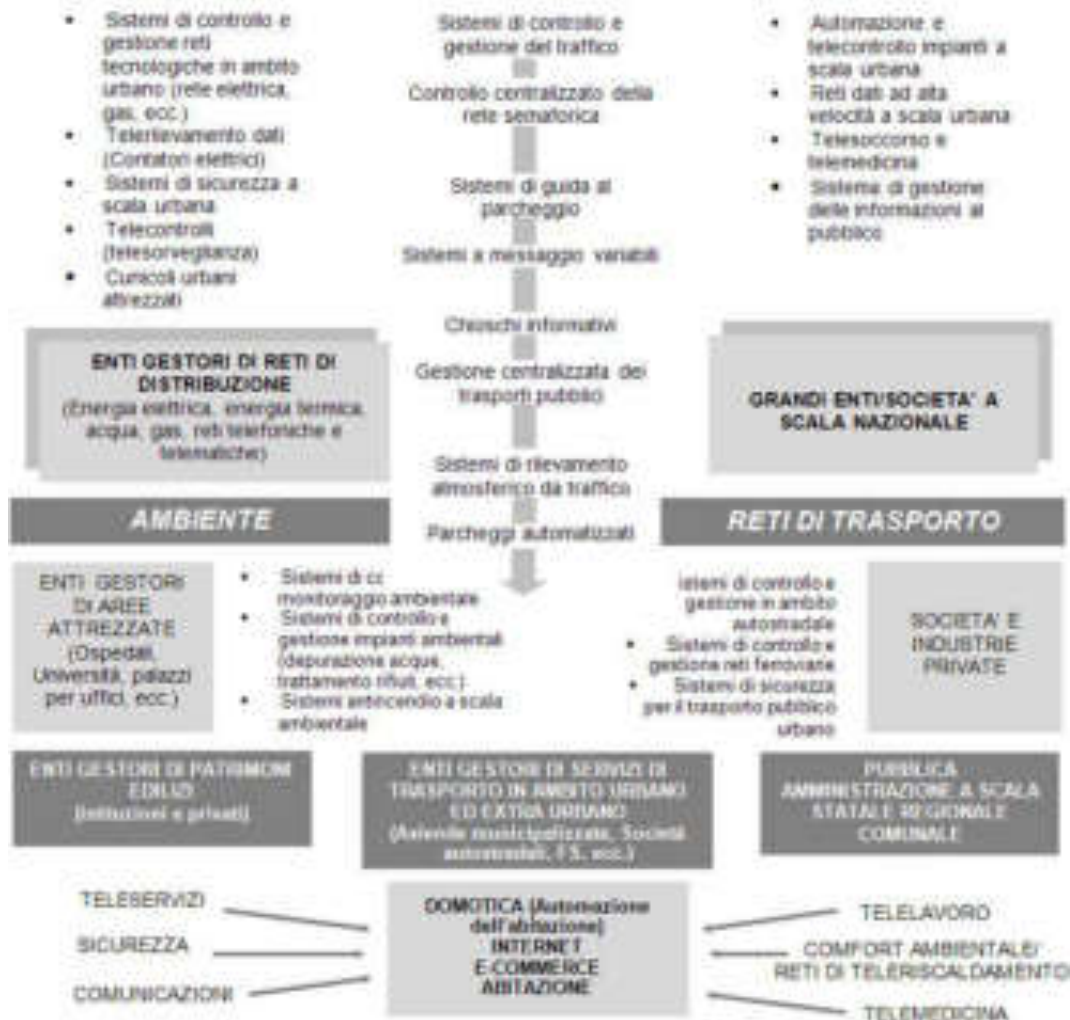 • Sistemi di controllo e
gestione reti
tecnologiche in ambito
urbano (rete elettrica,
gas, ecc.)
• Telerilevamento dati
(Contatori elettrici)
• Sistemi di sicurezza a
scala urbana
• Telecontrolli
(telesorveglianza)
• Cunicoli urbani
attrezzati
Sistemi di controllo e
gestione del traffico
Controllo centralizzato della
rete semaforica
Sistemi di guida al
parcheggio
Sistemi a messaggio variabili
Chioschi informativi
Gestione centralizzata dei
trasporti pubblici
Sistemi di rilevamento
atmosferico da traffico
Parcheggi automatizzati
• Automazione e
telecontrollo impianti a
scala urbana
• Reti dati ad alta
velocità a scala urbana
• Telesoccorso e
telemedicina
• Sistema di gestione
delle informazioni al
pubblico
ENTI GESTORI DI RETI DI
DISTRIBUZIONE
(Energia elettrica, energia termica,
acqua, gas, reti telefoniche e
telematiche)
GRANDI ENTI/SOCIETA' A
SCALA NAZIONALE
AMBIENTE
RETI DI TRASPORTO
ENTI GESTORI
DI AREE
ATTREZZATE
(Ospedali,
Università, palazzi
per uffici, ecc.)
• Sistemi di cc
monitoraggio ambientale
• Sistemi di controllo e
gestione impianti ambientali
(depurazione acque,
trattamento rifiuti, ecc.)
• Sistemi antincendio a scala
ambientale
istemi di controllo e
gestione in ambito
autostradale
• Sistemi di controllo e
gestione reti ferroviarie
• Sistemi di sicurezza
per il trasporto pubblico
urbano
SOCIETA' E
INDUSTRIE
PRIVATE
ENTI GESTORI DI PATRIMONI
EDILIZI
(istituzioni e privati)
ENTI GESTORI DI SERVIZI DI
TRASPORTO IN AMBITO URBANO
ED EXTRA URBANO
(Aziende municipalizzate, Società
autostradali, FS, ecc.)
PUBBLICA
AMMINISTRAZIONE A SCALA
STATALE REGIONALE
COMUNALE
TELESERVIZI
SICUREZZA
COMUNICAZIONI
DOMOTICA (Automazione
dell'abitazione)
INTERNET
E-COMMERCE
ABITAZIONE
TELELAVORO
COMFORT AMBIENTALE/
RETI DI TELERISCALDAMENTO
TELEMEDICINA